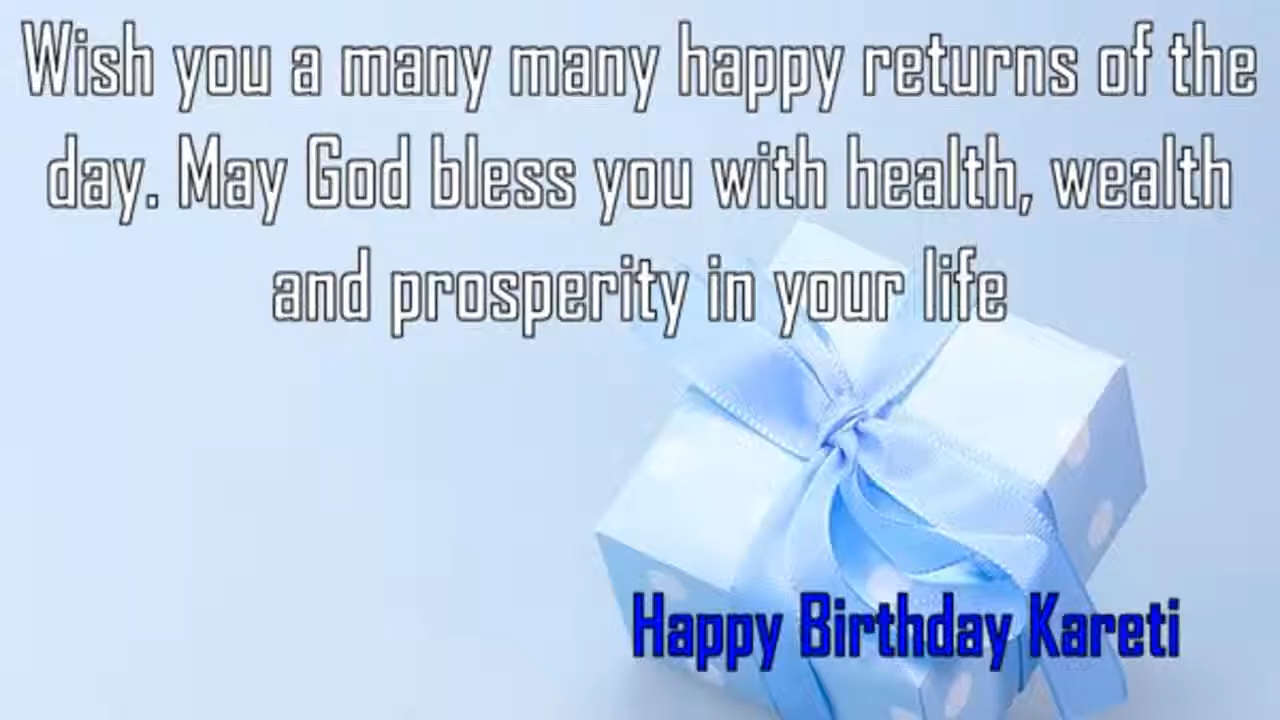 Wish you a many many happy returns of the
day. May God bless you with health, wealth
and prosperity in your life
Happy Birthday Kareti